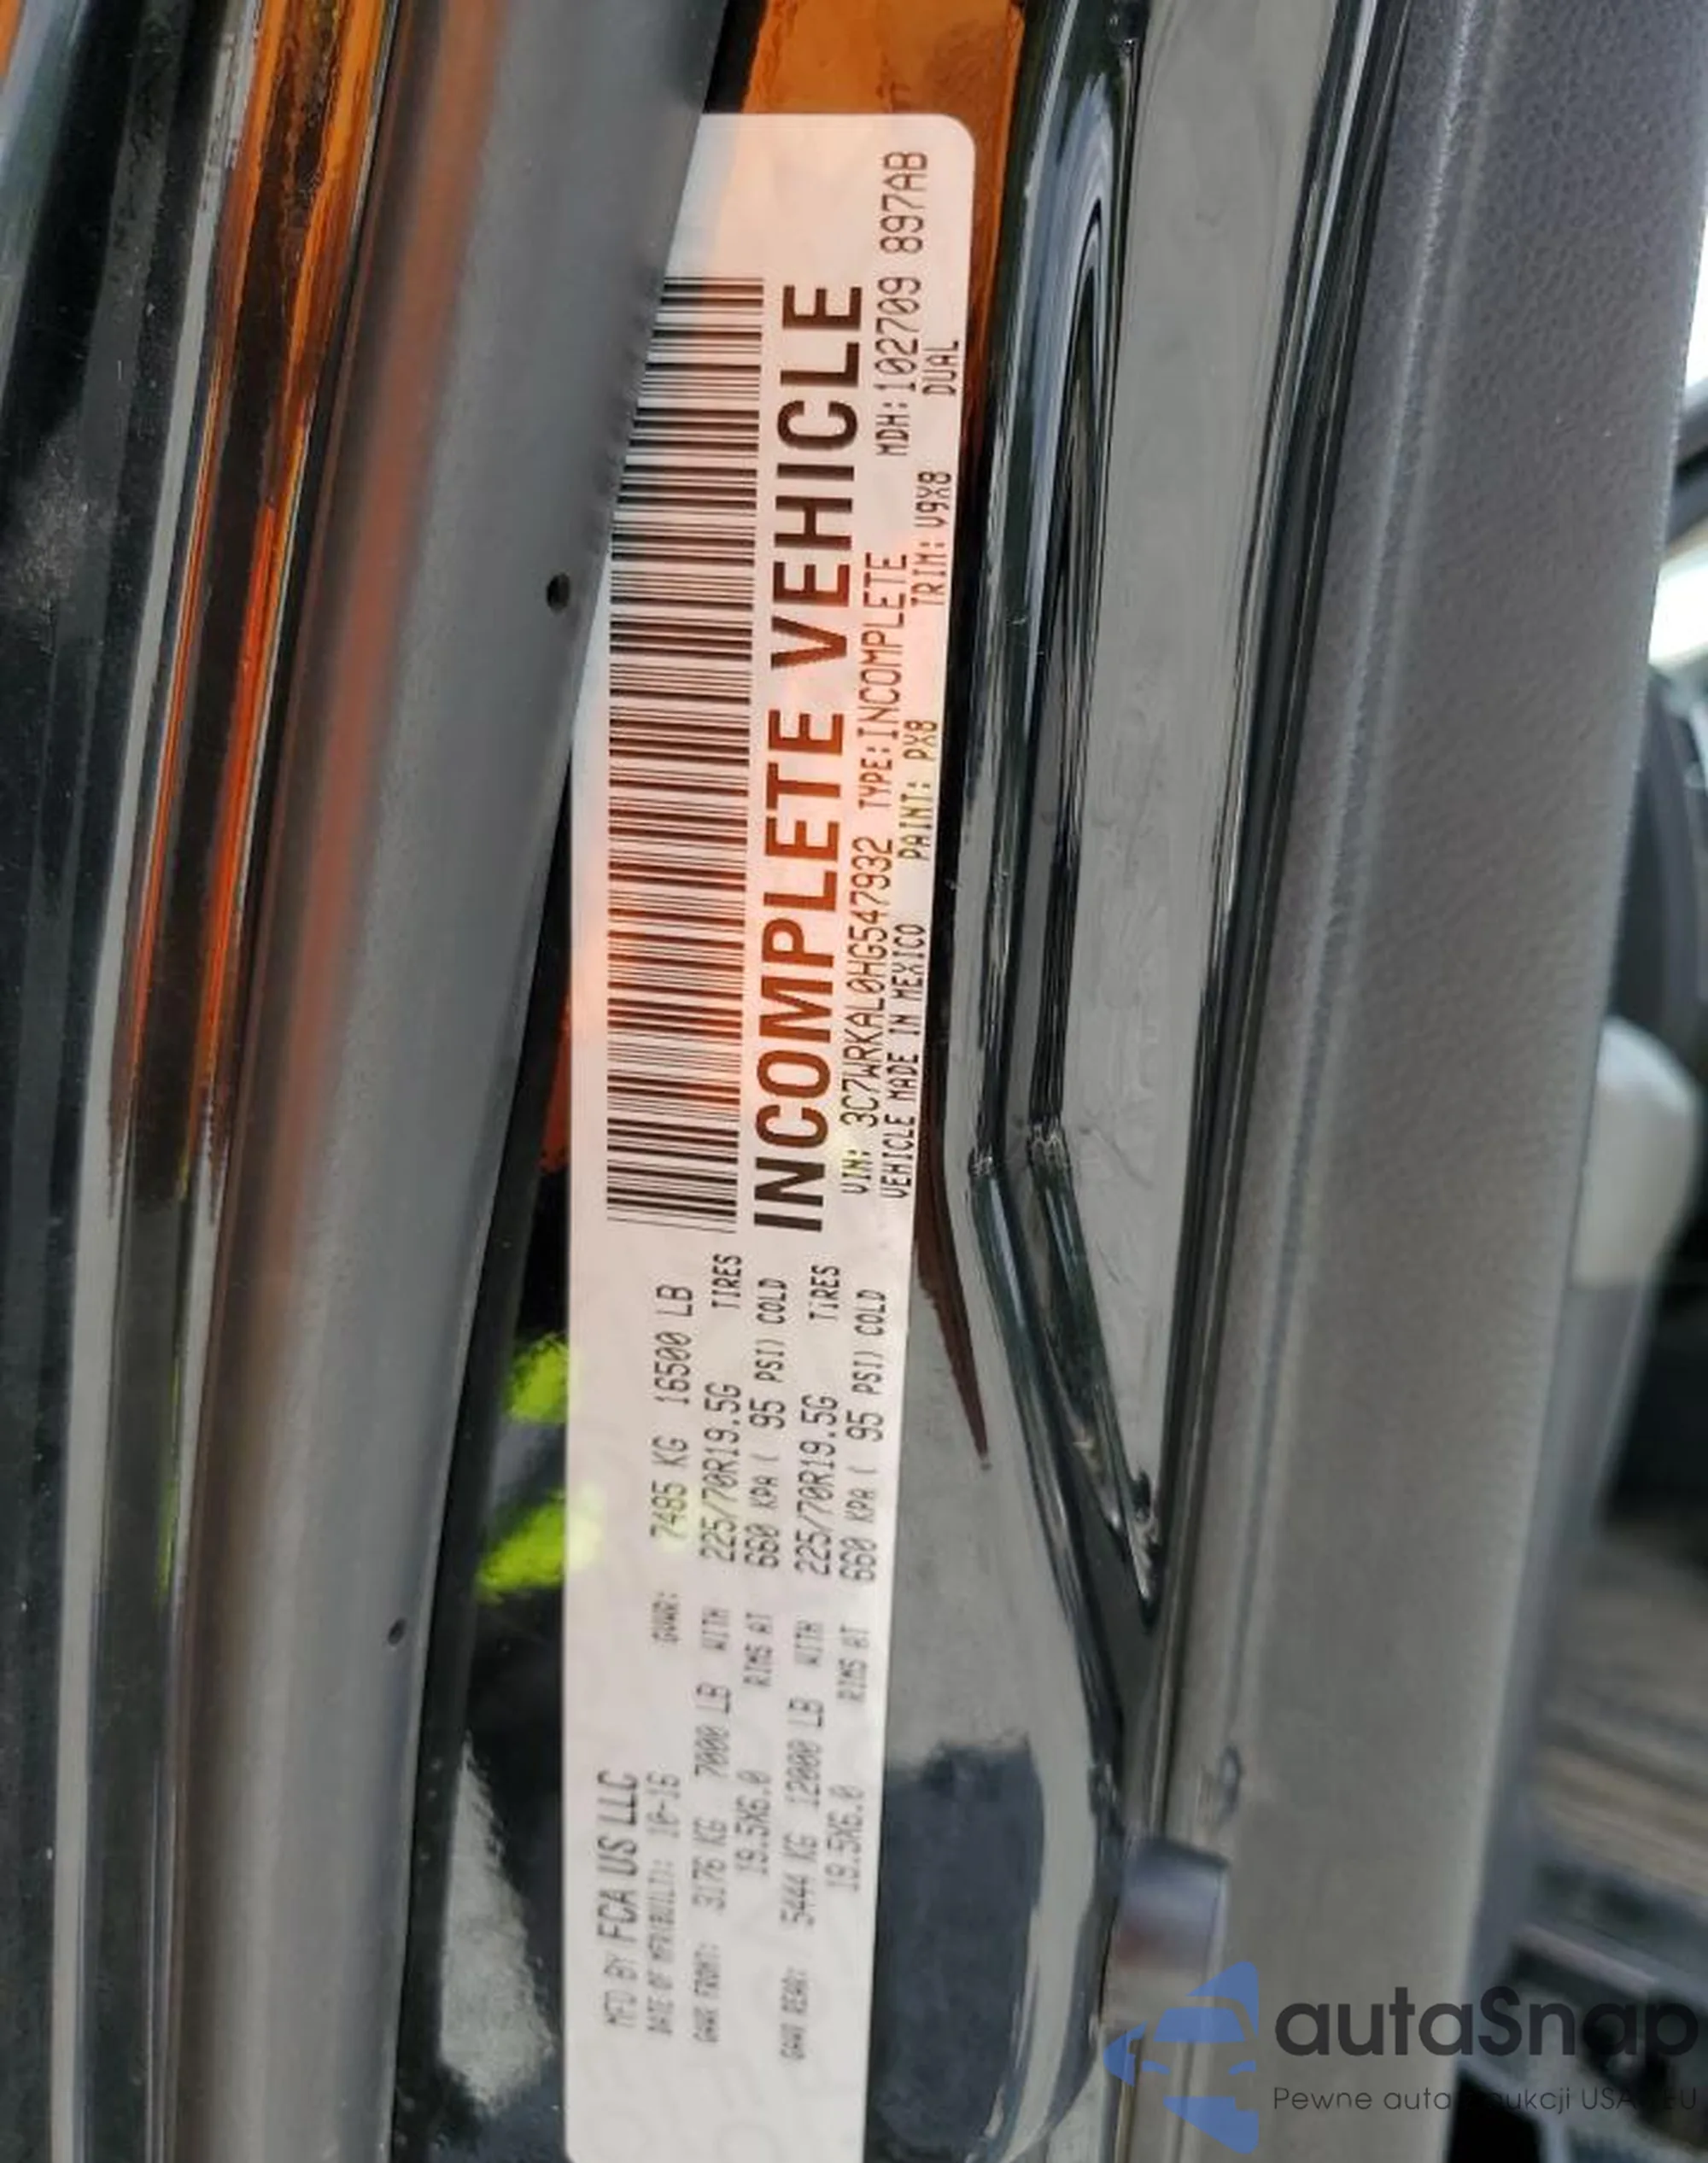 MFD BY FCA US LLC
DATE OF MFR(BUILT): 10-16 GVWR: 7485 KG 16500 LB
GAWR FRONT: 3176 KG 7000 LB WITH 225/70R19.5G TIRES
19.5X6.0 RIMS AT 660 KPA ( 95 PSI) COLD
GAWR REAR: 5444 KG 12000 LB WITH 225/70R19.5G TIRES
19.5X6.0 RIMS AT 660 KPA ( 95 PSI) COLD
INCOMPLETE VEHICLE
VIN: 3C7WRKAL0HG547932 TYPE:INCOMPLETE MDH:102709 897AB
VEHICLE MADE IN MEXICO PAINT: PX8 TRIM: V9X8 DUAL
autaSnap
Pewne auta USA